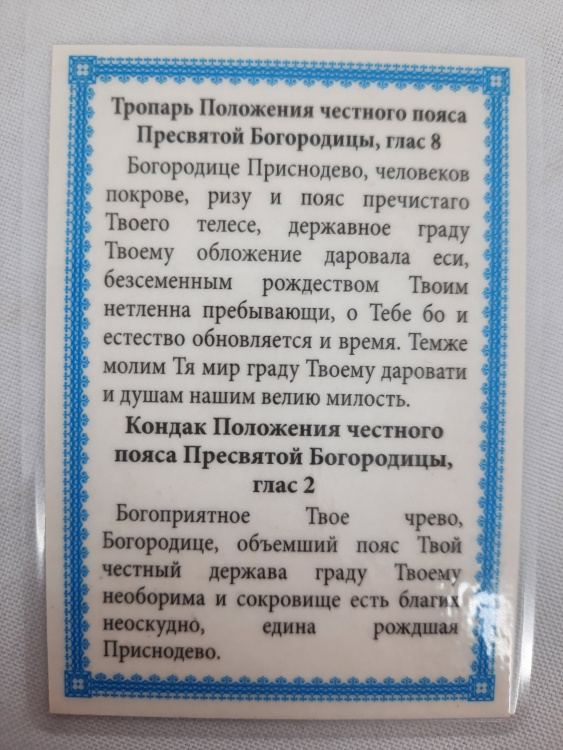 Тропарь Положения честного пояса
Пресвятой Богородицы, глас 8
Богородице Приснодево, человеков
покрове, ризу и пояс пречистаго
Твоего телесе, державное граду
Твоему обложение даровала еси,
безсеменным рождеством Твоим
нетленна пребывающи, о Тебе бо и
естество обновляется и время. Темже
молим Тя мир граду Твоему даровати
и душам нашим велию милость.
Кондак Положения честного
пояса Пресвятой Богородицы,
глас 2
Богоприятное Твое чрево,
Богородице, объемший пояс Твой
честный держава граду Твоему
необорима и сокровище есть благих
неоскудно, едина рождшая
Приснодево.